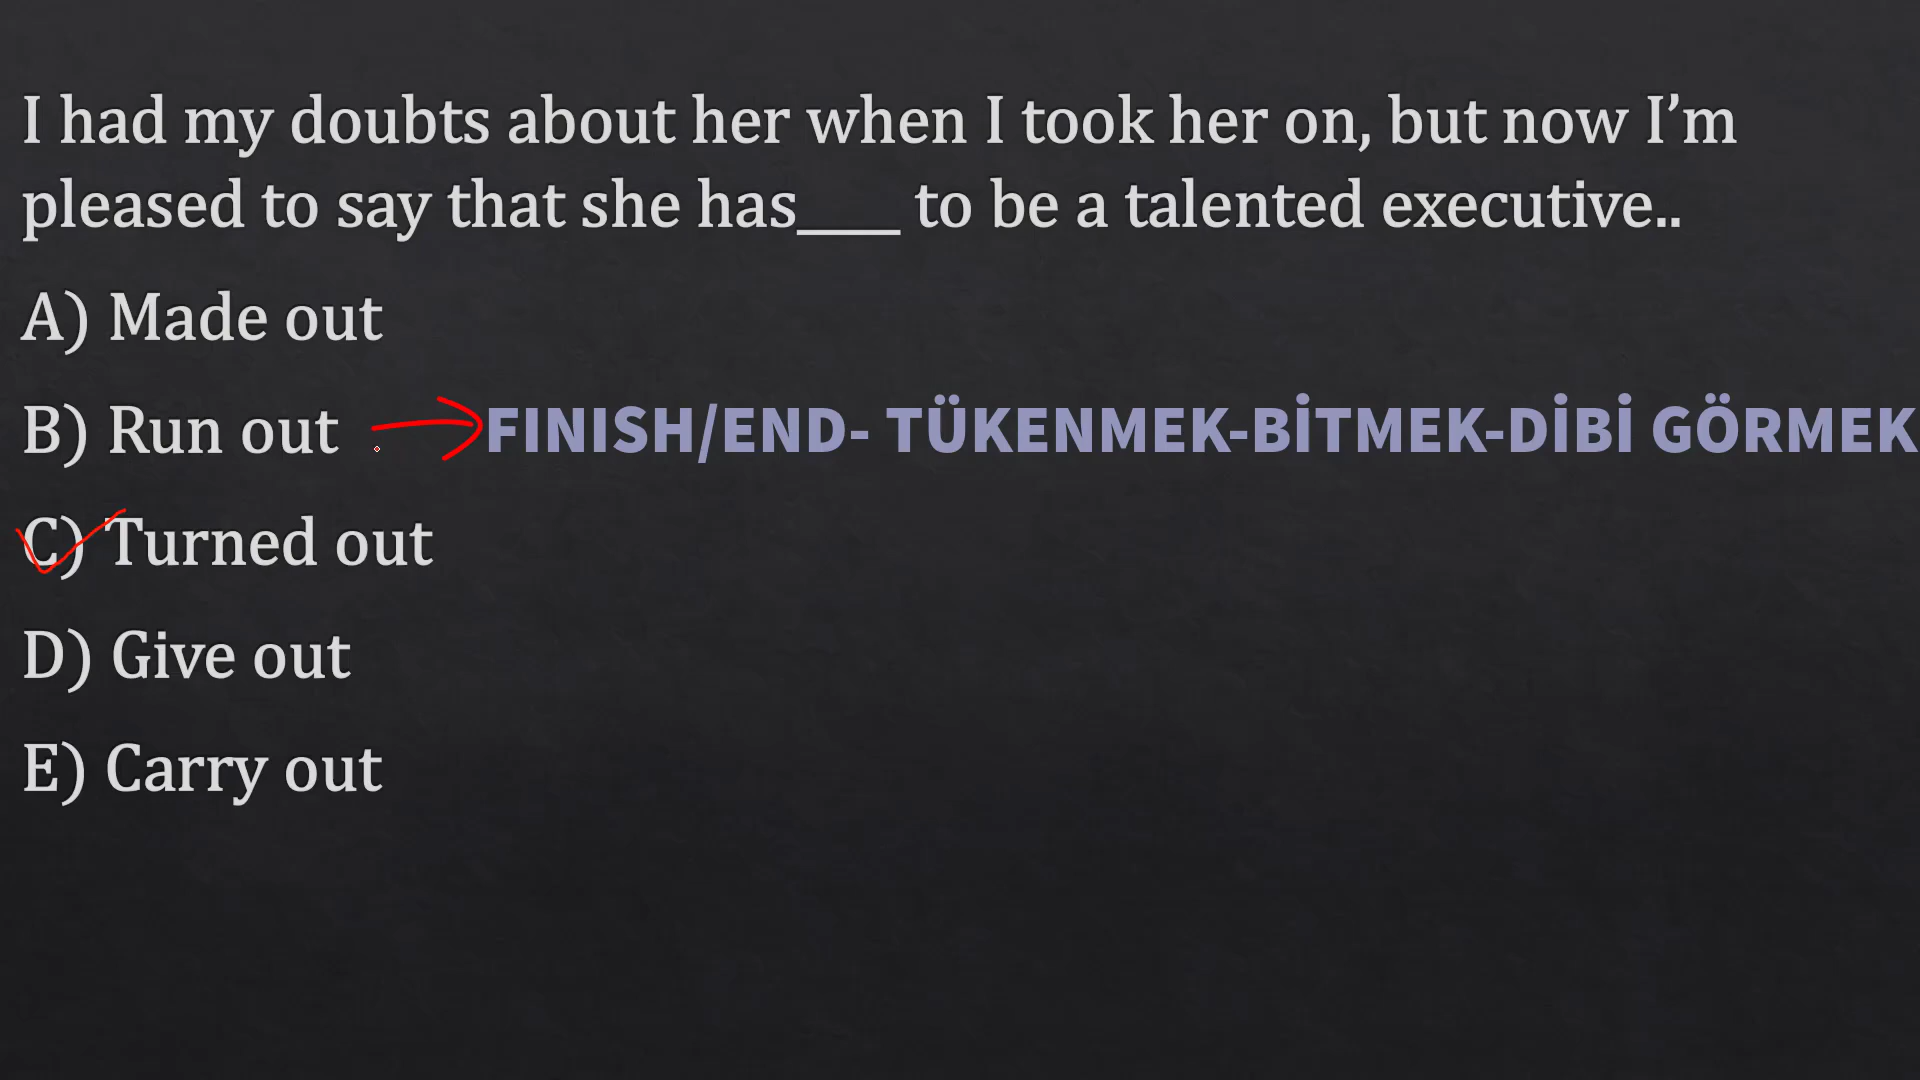 I had my doubts about her when I took her on, but now I’m
pleased to say that she has____ to be a talented executive..
A) Made out
B) Run out FINISH/END- TÜKENMEK-BİTMEK-DİBİ GÖRMEK
C) Turned out
D) Give out
E) Carry out